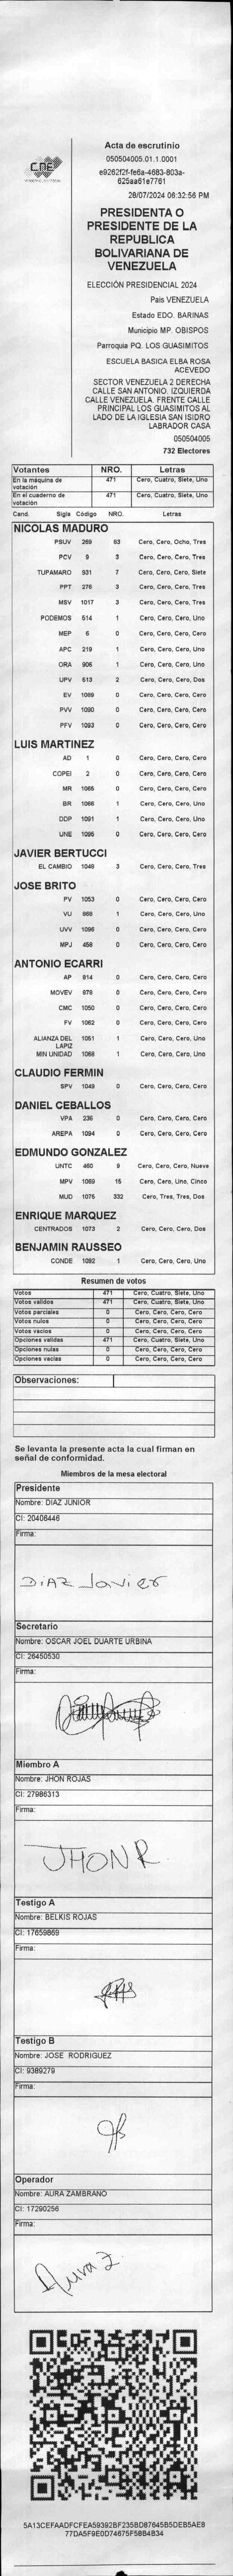 CNE
Acta de escrutinio
050504005.01.1.0001
e9262f2f-fe6a-4683-803a-
625aa61e7761
28/07/2024 06:32:56 PM
PRESIDENTA O
PRESIDENTE DE LA
REPUBLICA
BOLIVARIANA DE
VENEZUELA
ELECCIÓN PRESIDENCIAL 2024
Pais VENEZUELA
Estado EDO. BARINAS
Municipio MP. OBISPOS
Parroquia PQ. LOS GUASIMITOS
ESCUELA BASICA ELBA ROSA
ACEVEDO
SECTOR VENEZUELA 2 DERECHA
CALLE SAN ANTONIO. IZQUIERDA
CALLE VENEZUELA. FRENTE CALLE
PRINCIPAL LOS GUASIMITOS AL
LADO DE LA IGLESIA SAN ISIDRO
LABRADOR CASA
050504005
732 Electores
Votantes NRO. Letras
En la máquina de votación 471 Cero, Cuatro, Siete, Uno
En el cuaderno de votación 471 Cero, Cuatro, Siete, Uno
Cand. Sigla Código NRO. Letras
NICOLAS MADURO
PSUV 269 83 Cero, Cero, Ocho, Tres
PCV 9 3 Cero, Cero, Cero, Tres
TUPAMARO 931 7 Cero, Cero, Cero, Siete
PPT 276 3 Cero, Cero, Cero, Tres
MSV 1017 3 Cero, Cero, Cero, Tres
PODEMOS 514 1 Cero, Cero, Cero, Uno
MEP 6 0 Cero, Cero, Cero, Cero
APC 219 1 Cero, Cero, Cero, Uno
ORA 906 1 Cero, Cero, Cero, Uno
UPV 513 2 Cero, Cero, Cero, Dos
EV 1089 0 Cero, Cero, Cero, Cero
PVV 1090 0 Cero, Cero, Cero, Cero
PFV 1093 0 Cero, Cero, Cero, Cero
LUIS MARTINEZ
AD 1 0 Cero, Cero, Cero, Cero
COPEI 2 0 Cero, Cero, Cero, Cero
MR 1065 0 Cero, Cero, Cero, Cero
BR 1066 1 Cero, Cero, Cero, Uno
DDP 1091 1 Cero, Cero, Cero, Uno
UNE 1095 0 Cero, Cero, Cero, Cero
JAVIER BERTUCCI
EL CAMBIO 1048 3 Cero, Cero, Cero, Tres
JOSE BRITO
PV 1053 0 Cero, Cero, Cero, Cero
VU 868 1 Cero, Cero, Cero, Uno
UVV 1096 0 Cero, Cero, Cero, Cero
MPJ 458 0 Cero, Cero, Cero, Cero
ANTONIO ECARRI
AP 814 0 Cero, Cero, Cero, Cero
MOVEV 878 0 Cero, Cero, Cero, Cero
CMC 1050 0 Cero, Cero, Cero, Cero
FV 1062 0 Cero, Cero, Cero, Cero
ALIANZA DEL LAPIZ 1051 1 Cero, Cero, Cero, Uno
MIN UNIDAD 1068 1 Cero, Cero, Cero, Uno
CLAUDIO FERMIN
SPV 1049 0 Cero, Cero, Cero, Cero
DANIEL CEBALLOS
VPA 236 0 Cero, Cero, Cero, Cero
AREPA 1094 0 Cero, Cero, Cero, Cero
EDMUNDO GONZALEZ
UNTC 460 9 Cero, Cero, Cero, Nueve
MPV 1069 15 Cero, Cero, Uno, Cinco
MUD 1075 332 Cero, Tres, Tres, Dos
ENRIQUE MARQUEZ
CENTRADOS 1073 2 Cero, Cero, Cero, Dos
BENJAMIN RAUSSEO
CONDE 1092 1 Cero, Cero, Cero, Uno
Resumen de votos
Votos 471 Cero, Cuatro, Siete, Uno
Votos validos 471 Cero, Cuatro, Siete, Uno
Votos parciales 0 Cero, Cero, Cero, Cero
Votos nulos 0 Cero, Cero, Cero, Cero
Votos vacios 0 Cero, Cero, Cero, Cero
Opciones validas 471 Cero, Cuatro, Siete, Uno
Opciones nulas 0 Cero, Cero, Cero, Cero
Opciones vacias 0 Cero, Cero, Cero, Cero
Observaciones:
Se levanta la presente acta la cual firman en
señal de conformidad.
Miembros de la mesa electoral
Presidente
Nombre: DIAZ JUNIOR
CI: 20406446
Firma:
DiAZ Javier
Secretario
Nombre: OSCAR JOEL DUARTE URBINA
CI: 26450530
Firma:
Miembro A
Nombre: JHON ROJAS
CI: 27986313
Firma:
JHON R
Testigo A
Nombre: BELKIS ROJAS
CI: 17659869
Firma:
Testigo B
Nombre: JOSE RODRIGUEZ
CI: 9389279
Firma:
Operador
Nombre: AURA ZAMBRANO
CI: 17290256
Firma:
Aura Z
5A13CEFAADFCFEA59392BF235BD87645B5DEB5AE8
77DA5F9E0D74675F58B4B34